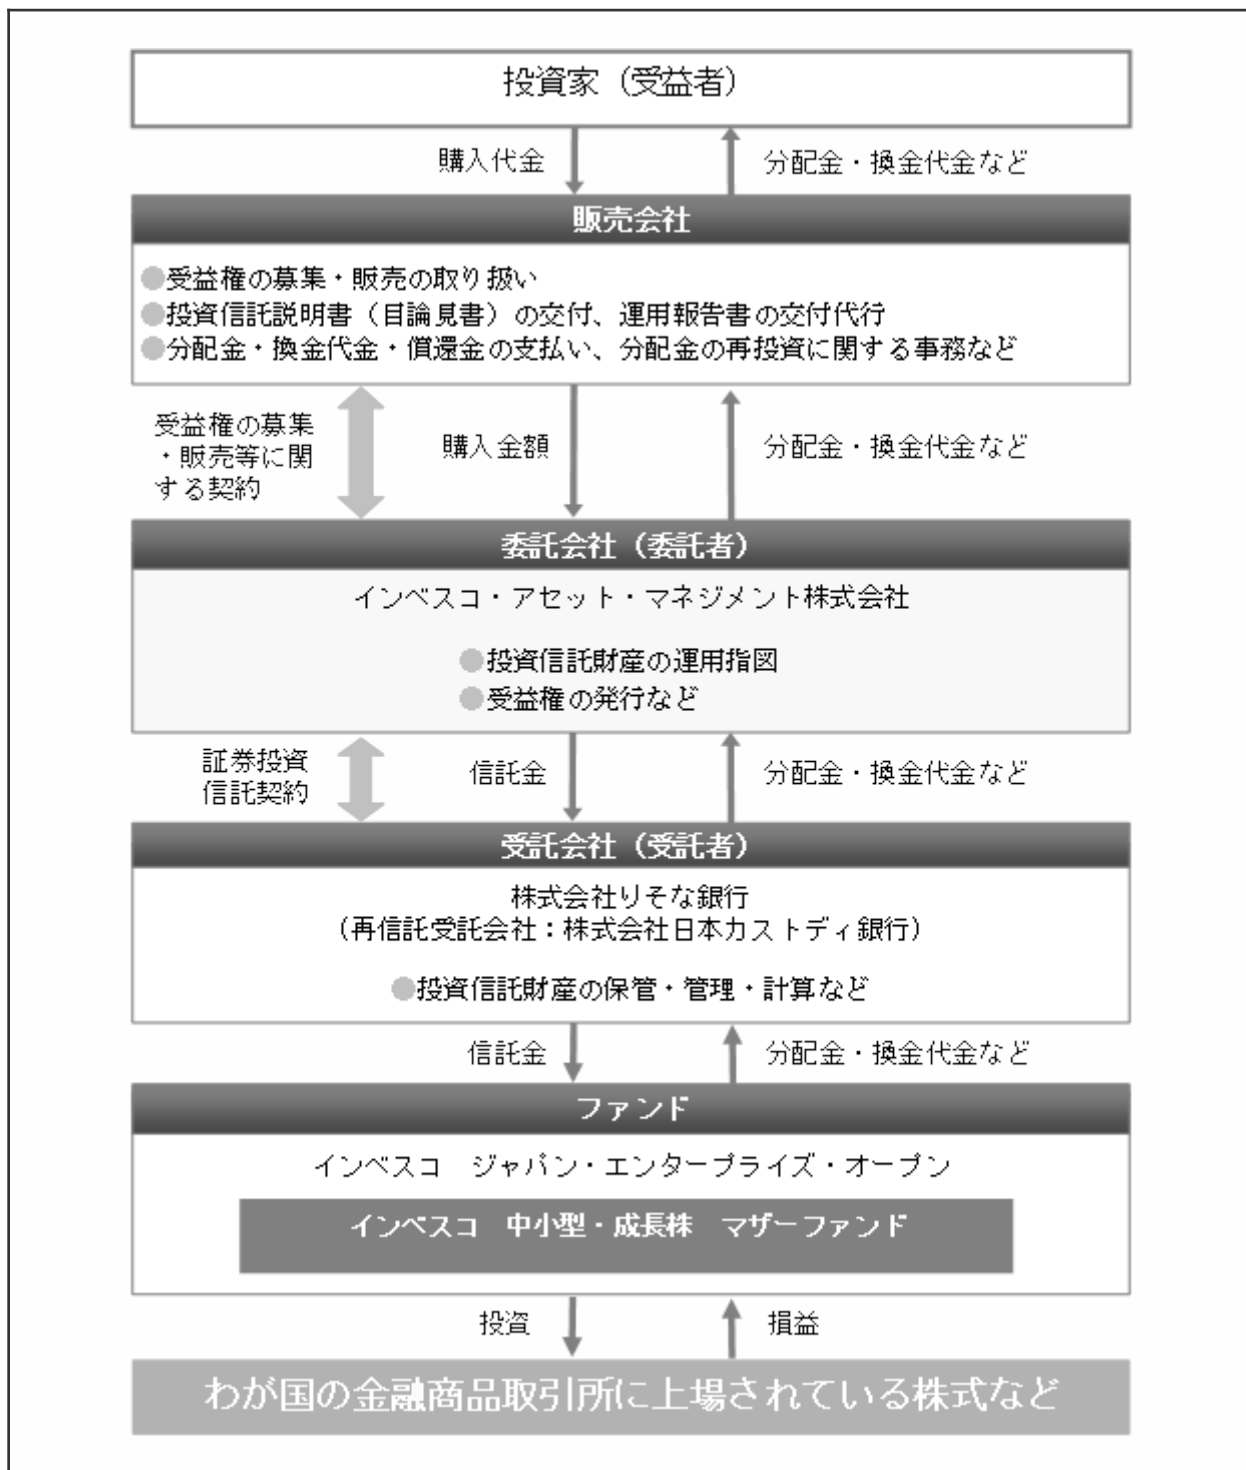 投資家（受益者）
購入代金
分配金・換金代金など
販売会社
●受益権の募集・販売の取り扱い
●投資信託説明書（目論見書）の交付、運用報告書の交付代行
●分配金・換金代金・償還金の支払い、分配金の再投資に関する事務など
受益権の募集
・販売等に関
する契約
購入金額
分配金・換金代金など
委託会社（委託者）
インベスコ・アセット・マネジメント株式会社
●投資信託財産の運用指図
●受益権の発行など
証券投資
信託契約
信託金
分配金・換金代金など
受託会社（受託者）
株式会社りそな銀行
（再信託受託会社：株式会社日本カストディ銀行）
●投資信託財産の保管・管理・計算など
信託金
分配金・換金代金など
ファンド
インベスコ　ジャパン・エンタープライズ・オープン
インベスコ　中小型・成長株　マザーファンド
投資
損益
わが国の金融商品取引所に上場されている株式など